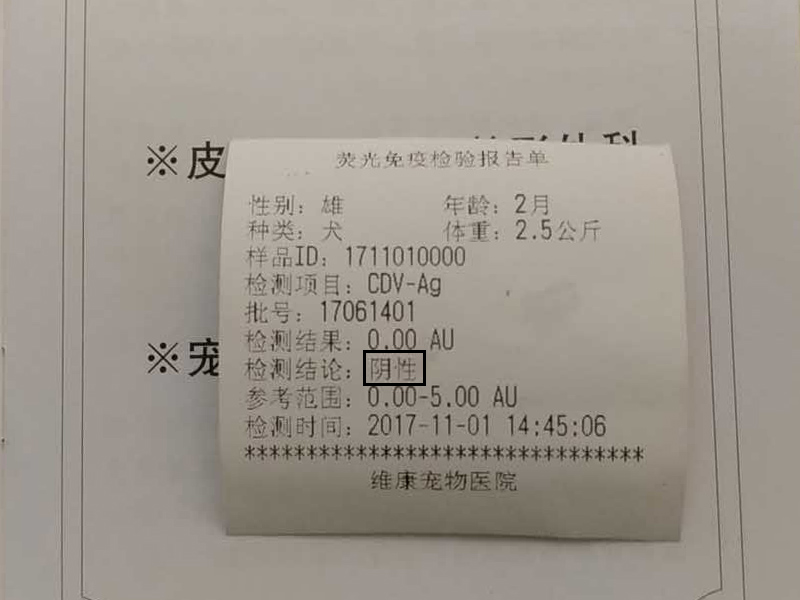 荧光免疫检验报告单
性别：雄 年龄：2月
种类：犬 体重：2.5公斤
样品ID：1711010000
检测项目：CDV-Ag
批号：17061401
检测结果：0.00 AU
检测结论：阴性
参考范围：0.00-5.00 AU
检测时间：2017-11-01 14:45:06
*********************************
维康宠物医院
※皮
※宠